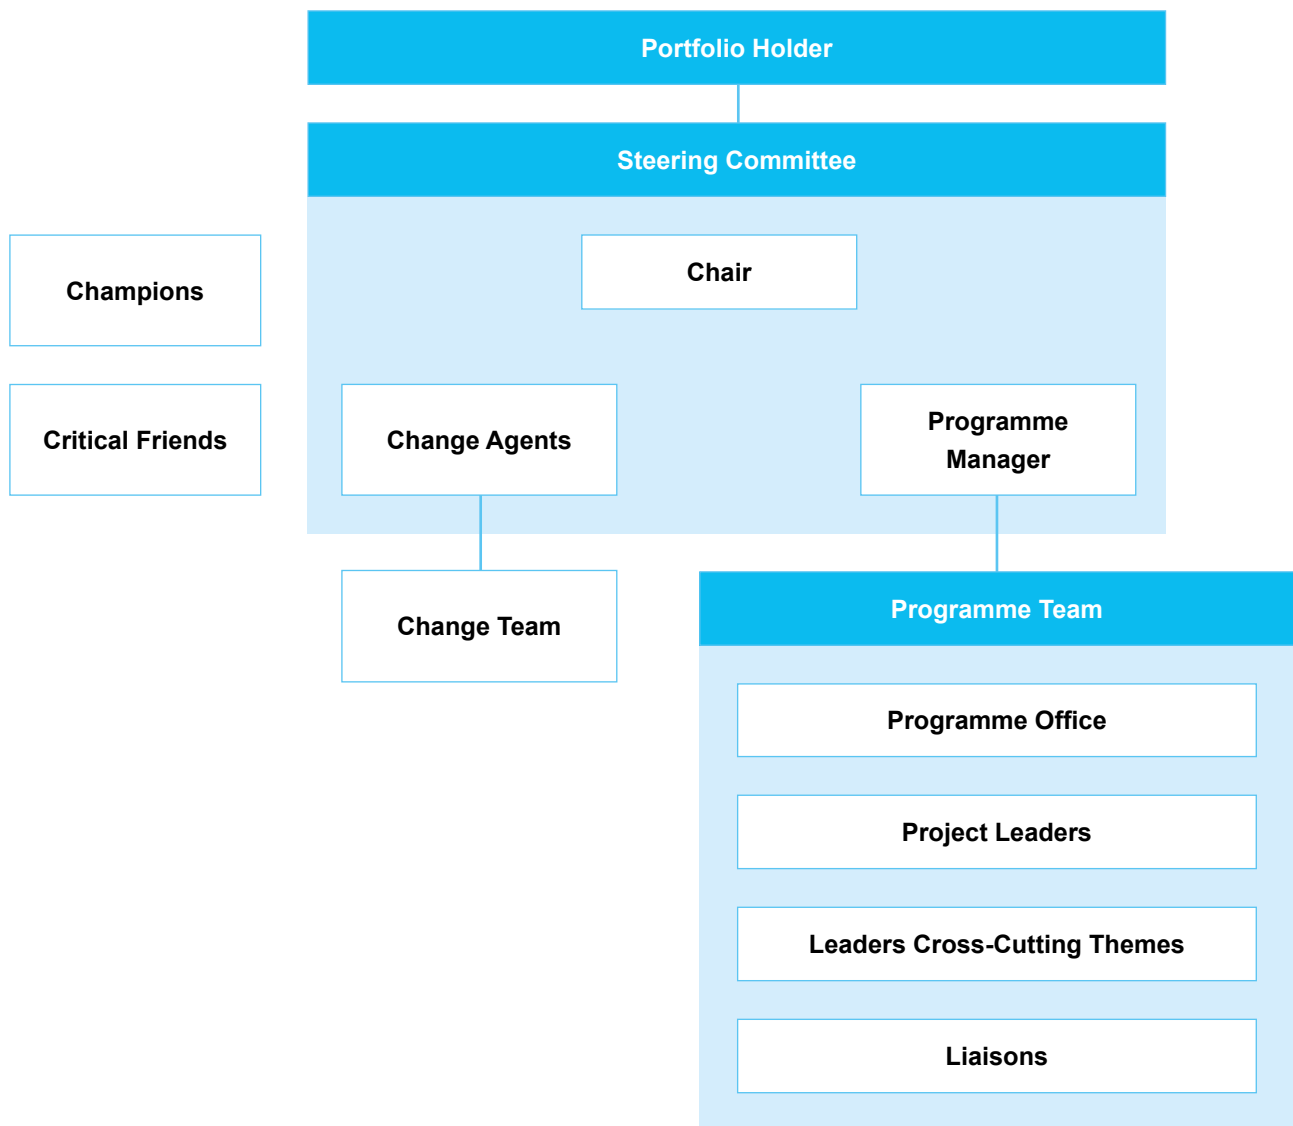 Portfolio Holder
Steering Committee
Chair
Champions
Critical Friends
Change Agents
Programme
Manager
Change Team
Programme Team
Programme Office
Project Leaders
Leaders Cross-Cutting Themes
Liaisons